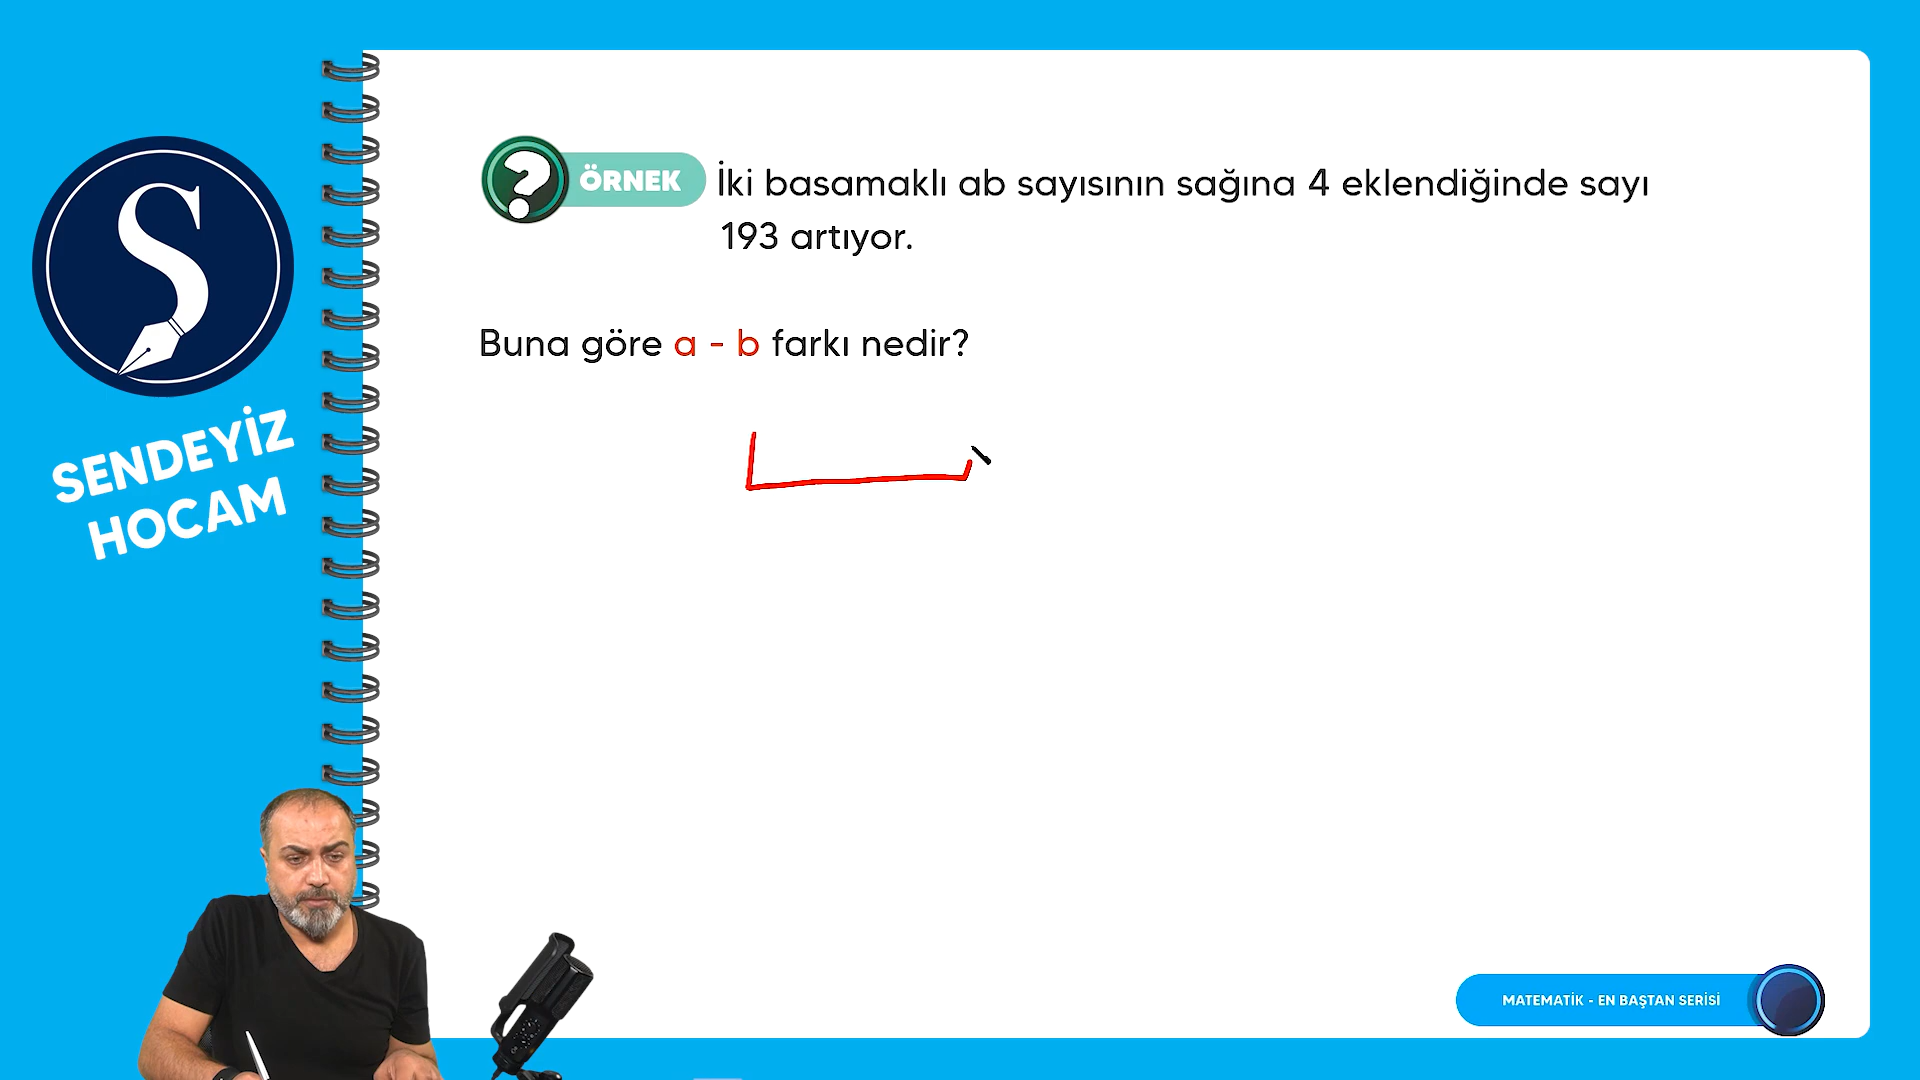 S
SENDEYİZ
HOCAM
ÖRNEK
İki basamaklı ab sayısının sağına 4 eklendiğinde sayı
193 artıyor.
Buna göre a - b farkı nedir?
MATEMATİK - EN BAŞTAN SERİSİ